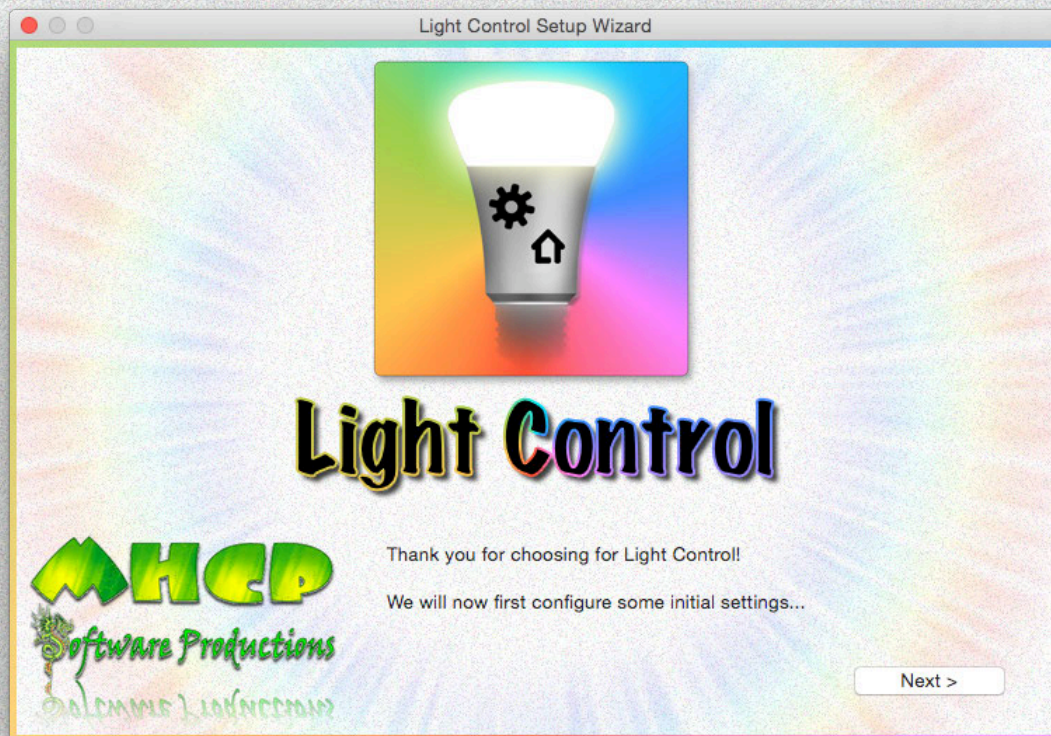 Light Control Setup Wizard
Light Control
MHCP
Software Productions
Thank you for choosing for Light Control!
We will now first configure some initial settings...
Next >